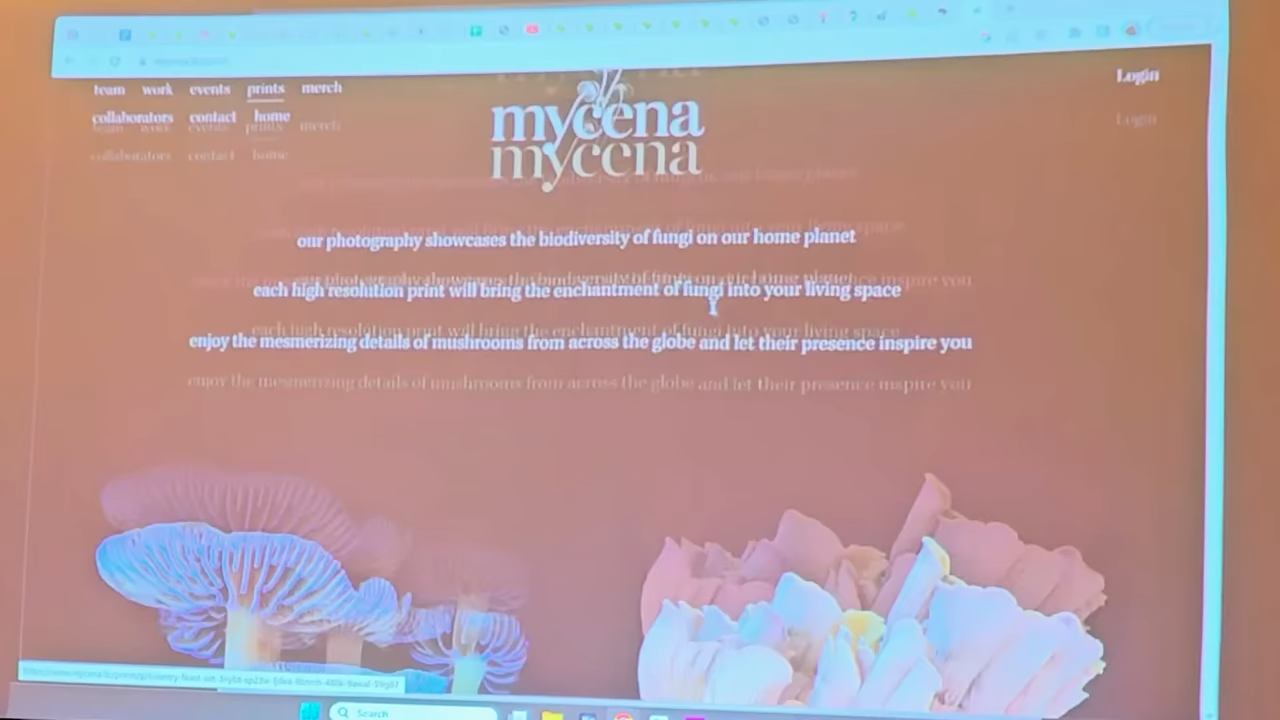 team work events prints merch
collaborators contact home
Login
mycena
our photography showcases the biodiversity of fungi on our home planet
each high resolution print will bring the enchantment of fungi into your living space
enjoy the mesmerizing details of mushrooms from across the globe and let their presence inspire you
Search